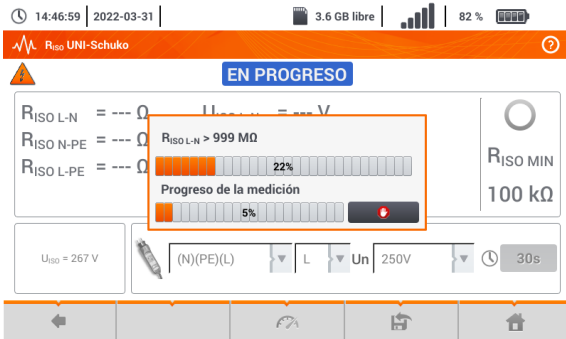 14:46:59 2022-03-31 3.6 GB libre 82 %
RISO UNI-Schuko ?
EN PROGRESO
RISO L-N = --- Ω = --- V
RISO N-PE = --- Ω
RISO L-PE = --- Ω
RISO L-N > 999 MΩ
22%
Progreso de la medición
5%
RISO MIN
100 kΩ
UISO = 267 V
(N)(PE)(L) L Un 250V 30s